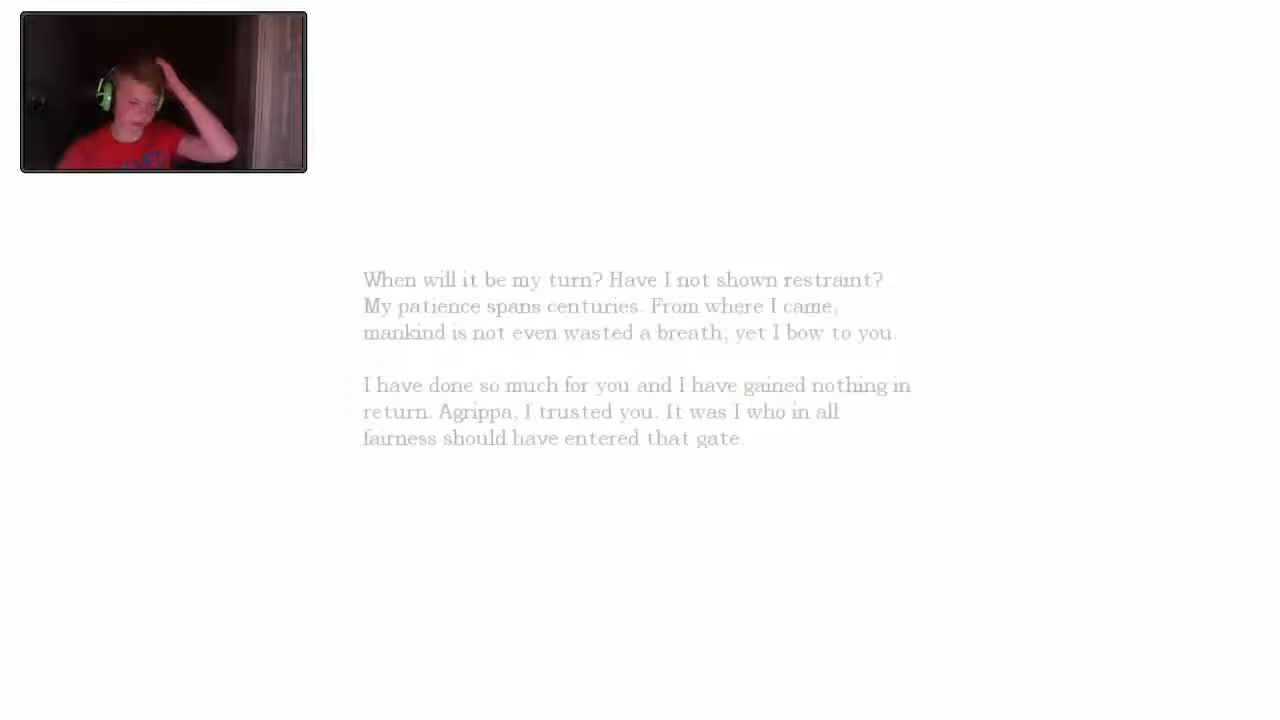 When will it be my turn? Have I not shown restraint?
My patience spans centuries. From where I came,
mankind is not even wasted a breath, yet I bow to you.
I have done so much for you and I have gained nothing in
return. Agrippa, I trusted you. It was I who in all
fairness should have entered that gate.